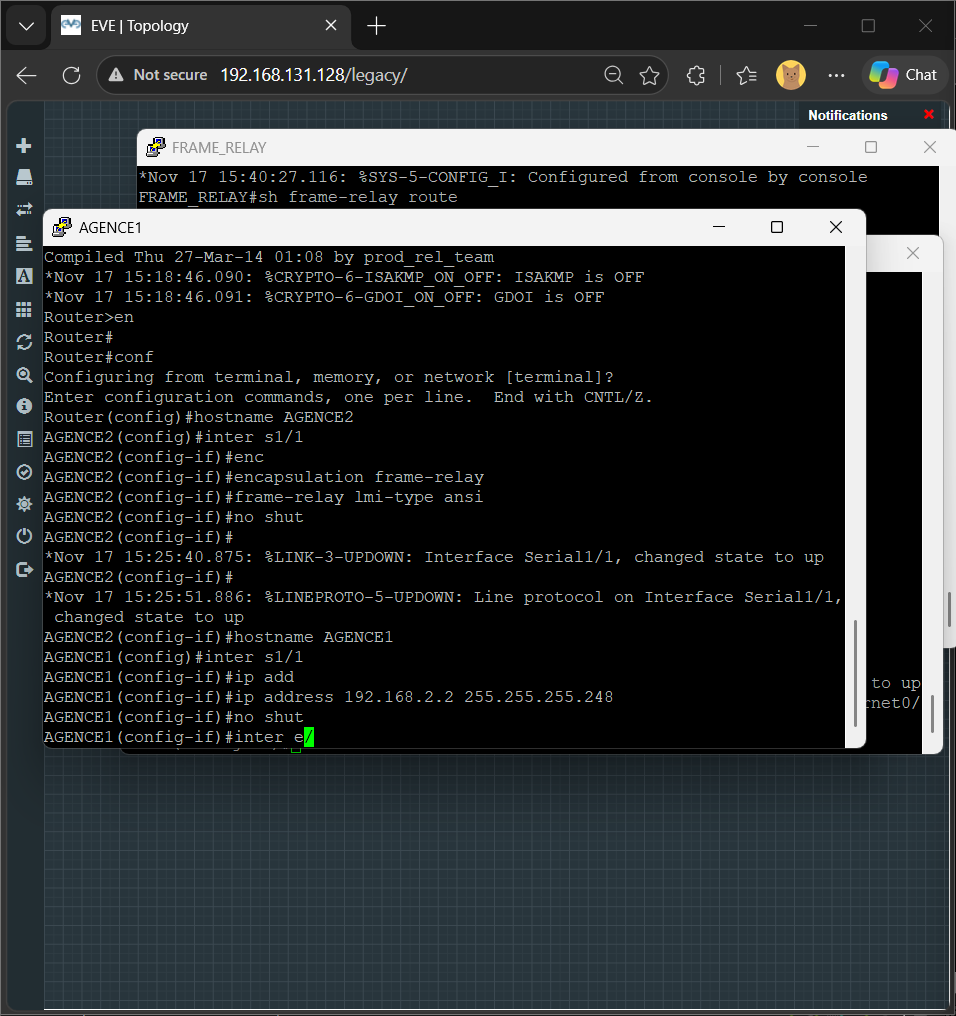 EVE | Topology
Not secure 192.168.131.128/legacy/
Chat
Notifications
FRAME_RELAY
*Nov 17 15:40:27.116: %SYS-5-CONFIG_I: Configured from console by console
FRAME_RELAY#sh frame-relay route
AGENCE1
Compiled Thu 27-Mar-14 01:08 by prod_rel_team
*Nov 17 15:18:46.090: %CRYPTO-6-ISAKMP_ON_OFF: ISAKMP is OFF
*Nov 17 15:18:46.091: %CRYPTO-6-GDOI_ON_OFF: GDOI is OFF
Router>en
Router#
Router#conf
Configuring from terminal, memory, or network [terminal]?
Enter configuration commands, one per line.  End with CNTL/Z.
Router(config)#hostname AGENCE2
AGENCE2(config)#inter s1/1
AGENCE2(config-if)#enc
AGENCE2(config-if)#encapsulation frame-relay
AGENCE2(config-if)#frame-relay lmi-type ansi
AGENCE2(config-if)#no shut
AGENCE2(config-if)#
*Nov 17 15:25:40.875: %LINK-3-UPDOWN: Interface Serial1/1, changed state to up
AGENCE2(config-if)#
*Nov 17 15:25:51.886: %LINEPROTO-5-UPDOWN: Line protocol on Interface Serial1/1,
changed state to up
AGENCE2(config-if)#hostname AGENCE1
AGENCE1(config)#inter s1/1
AGENCE1(config-if)#ip add
AGENCE1(config-if)#ip address 192.168.2.2 255.255.255.248
AGENCE1(config-if)#no shut
AGENCE1(config-if)#inter e/
to up
rnet0/